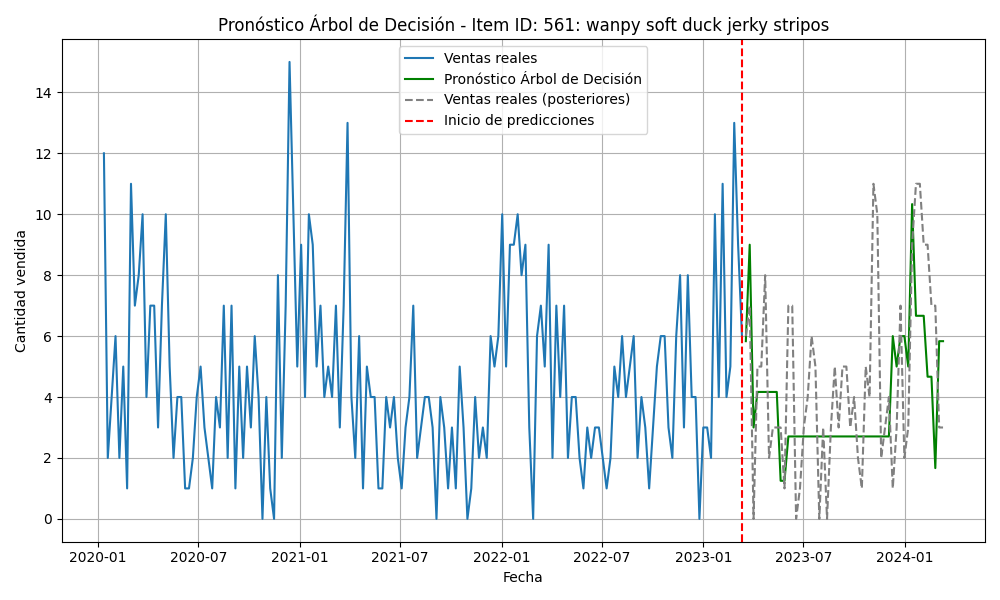 Pronóstico Árbol de Decisión - Item ID: 561: wanpy soft duck jerky stripos
Ventas reales
Pronóstico Árbol de Decisión
Ventas reales (posteriores)
Inicio de predicciones
Cantidad vendida
14
12
10
8
6
4
2
0
2020-01 2020-07 2021-01 2021-07 2022-01 2022-07 2023-01 2023-07 2024-01
Fecha